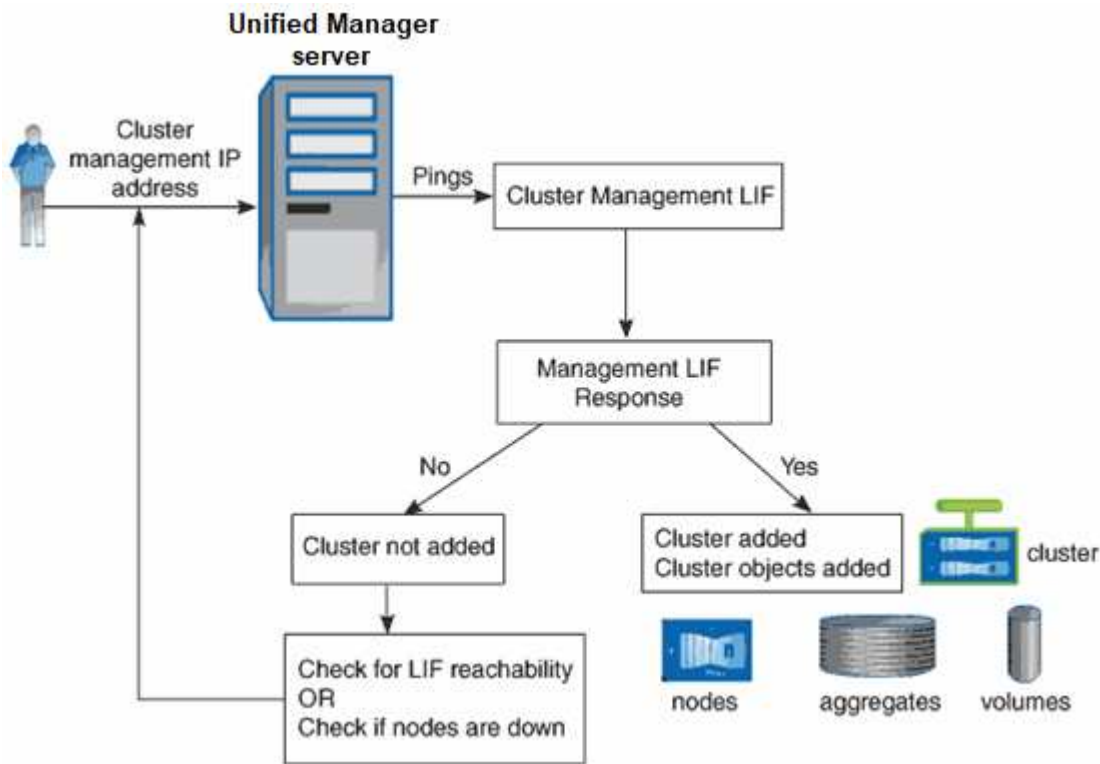 Unified Manager
server
Cluster
management IP
address
Pings
Cluster Management LIF
Management LIF
Response
No
Yes
Cluster not added
Cluster added
Cluster objects added
cluster
Check for LIF reachability
OR
Check if nodes are down
nodes
aggregates
volumes